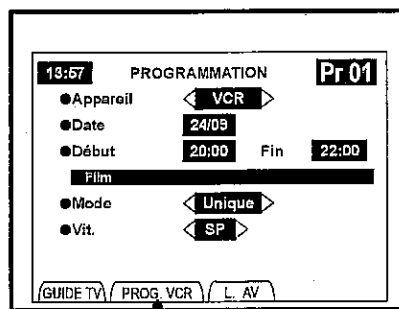 13:57 PROGRAMMATION Pr 01
●Appareil VCR
●Date 24/09
●Début 20:00 Fin 22:00
Film
●Mode Unique
●Vit. SP
GUIDE TV PROG. VCR L. AV